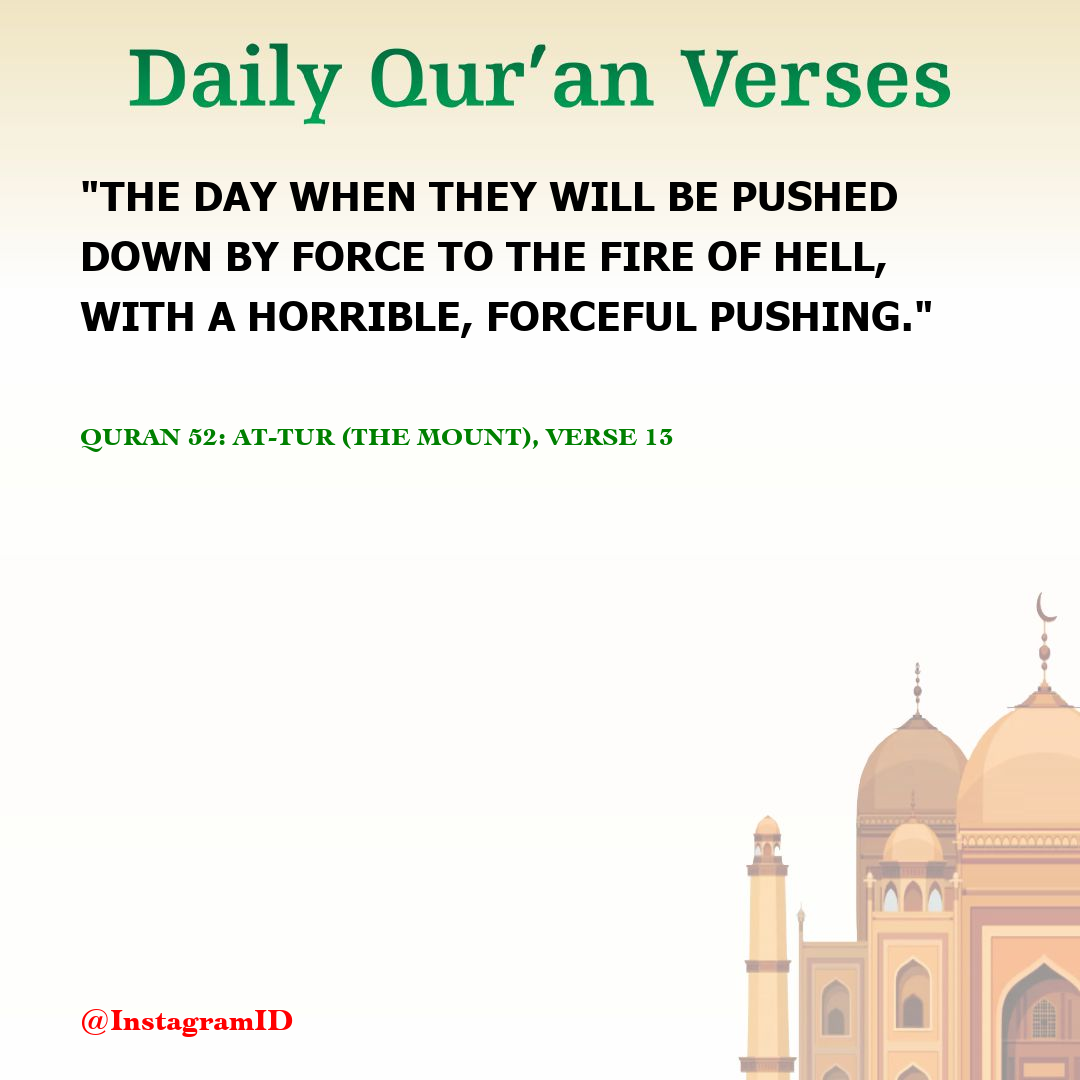 Daily Qur′an Verses
"THE DAY WHEN THEY WILL BE PUSHED
DOWN BY FORCE TO THE FIRE OF HELL,
WITH A HORRIBLE, FORCEFUL PUSHING."
QURAN 52: AT-TUR (THE MOUNT), VERSE 13
@InstagramID